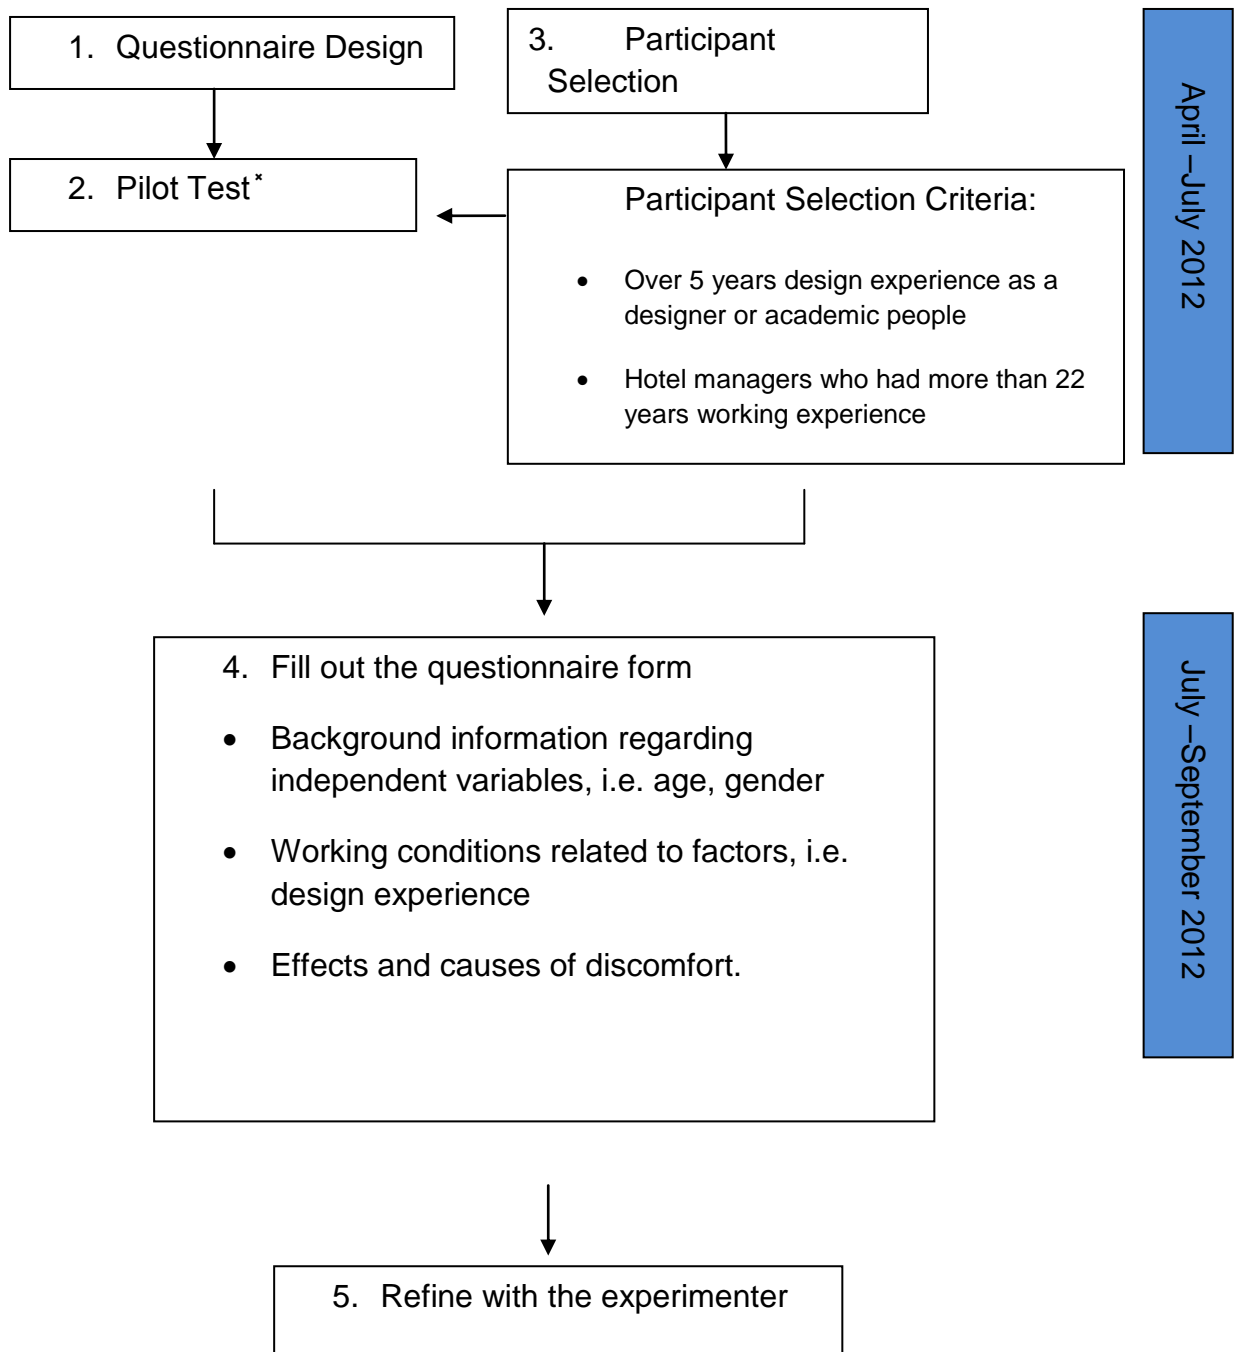 1. Questionnaire Design
2. Pilot Test*
3. Participant
Selection
Participant Selection Criteria:
• Over 5 years design experience as a
designer or academic people
• Hotel managers who had more than 22
years working experience
April –July 2012
4. Fill out the questionnaire form
• Background information regarding
independent variables, i.e. age, gender
• Working conditions related to factors, i.e.
design experience
• Effects and causes of discomfort.
July –September 2012
5. Refine with the experimenter